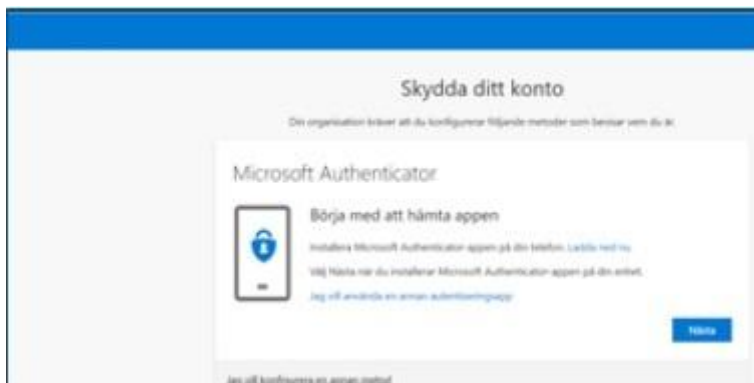 Skydda ditt konto
Din organisation kräver att du konfigurerar följande metoder som bevisar vem du är.
Microsoft Authenticator
Börja med att hämta appen
Installera Microsoft Authenticator-appen på din telefon. Ladda ned nu
Välj Nästa när du installerar Microsoft Authenticator-appen på din enhet.
Jag vill använda en annan autentiseringsapp
Nästa
Jag vill konfigurera en annan metod